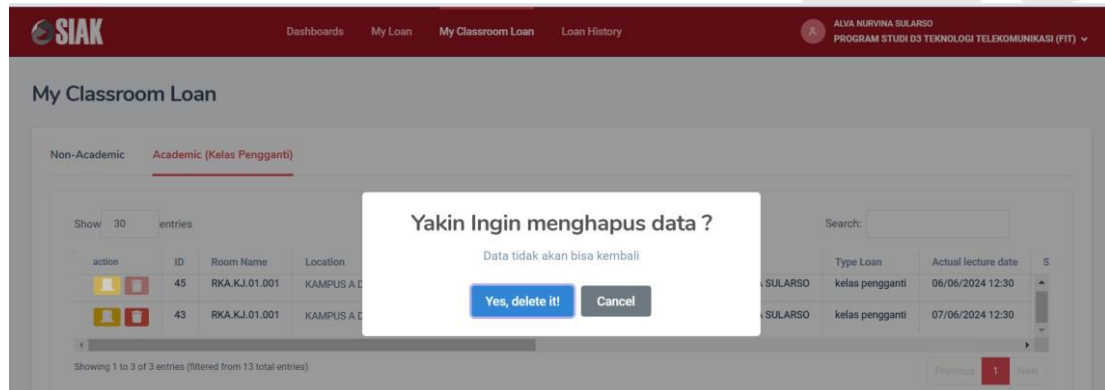 SIAK
Dashboards My Loan My Classroom Loan Loan History
ALVA NURVINA SULARSO
PROGRAM STUDI D3 TEKNOLOGI TELEKOMUNIKASI (FIT)
My Classroom Loan
Non-Academic Academic (Kelas Pengganti)
Show 30 entries Search:
Yakin Ingin menghapus data ?
Data tidak akan bisa kembali
Yes, delete it! Cancel
action ID Room Name Location Type Loan Actual lecture date S
45 RKA.KJ.01.001 KAMPUS A D SULARSO kelas pengganti 06/06/2024 12:30
43 RKA.KJ.01.001 KAMPUS A D SULARSO kelas pengganti 07/06/2024 12:30
Showing 1 to 3 of 3 entries (filtered from 13 total entries)
Previous 1 Next